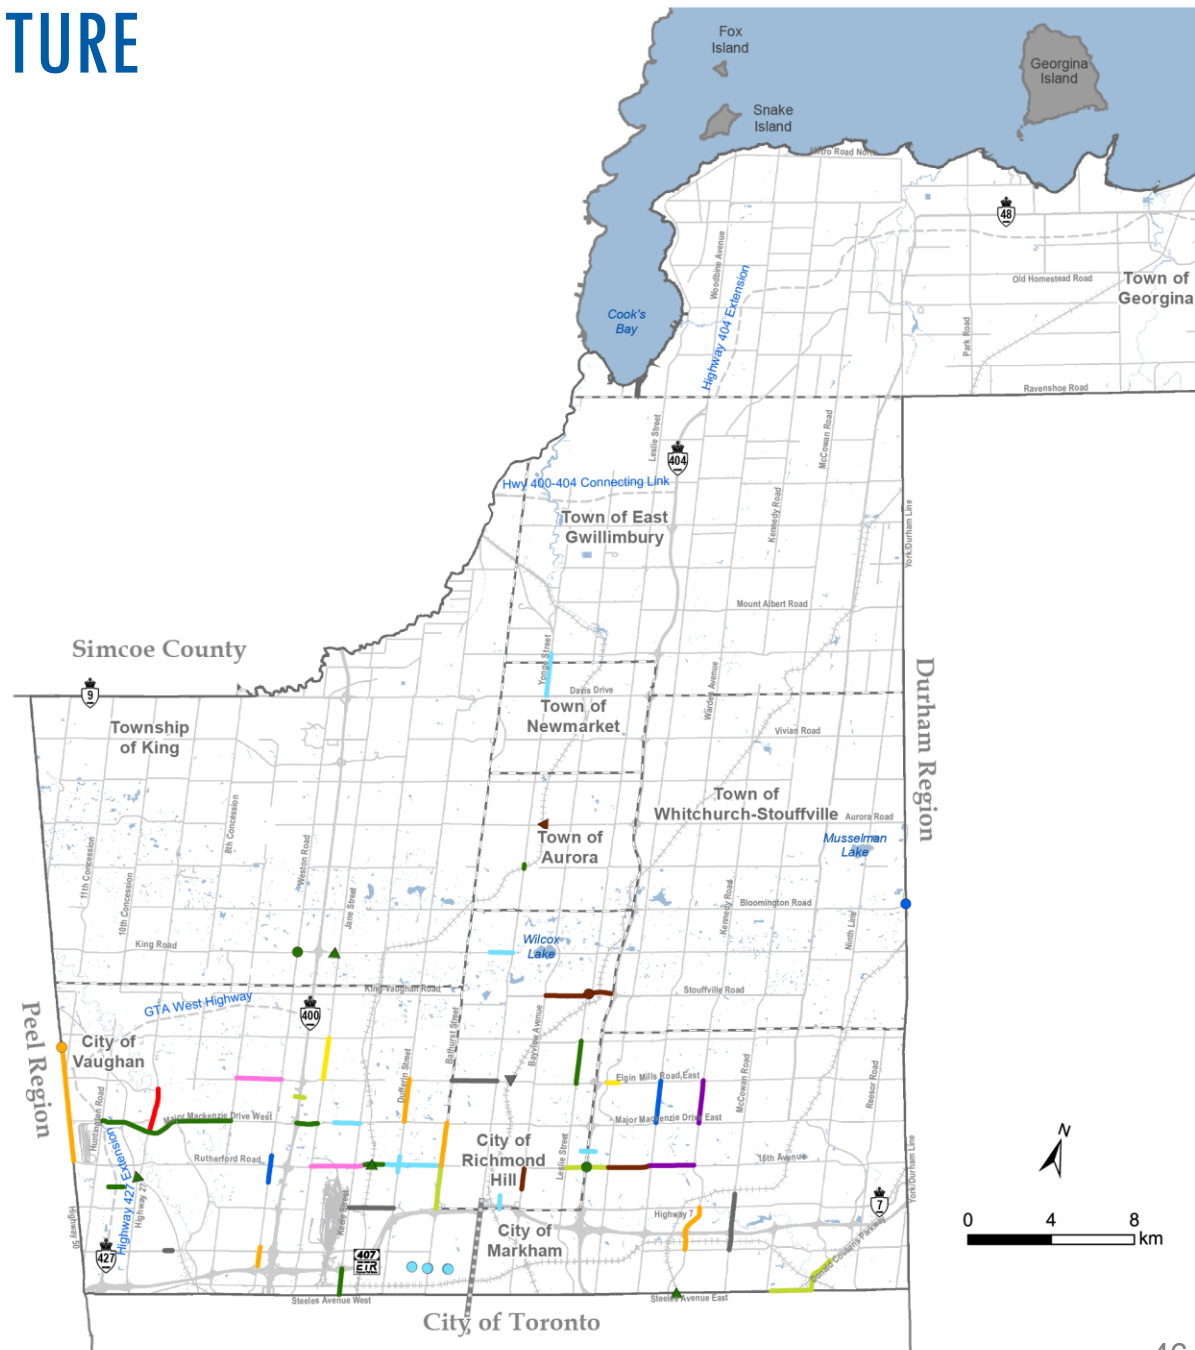 TURE
Fox
Island
Georgina
Island
Snake
Island
Metro Road North
48
Woodbine Avenue
Old Homestead Road
Town of
Georgina
Highway 404 Extension
Cook's
Bay
Park Road
Ravenshoe Road
Leslie Street
McCowan Road
404
Hwy 400-404 Connecting Link
Town of East
Gwillimbury
Kennedy Road
York/Durham Line
Mount Albert Road
Simcoe County
Yonge Street
Durham Region
9
Davis Drive
Warden Avenue
Township
of King
Town of
Newmarket
Vivian Road
Town of
Whitchurch-Stouffville
Aurora Road
8th Concession
Weston Road
Town of
Aurora
Musselman
Lake
11th Concession
10th Concession
Jane Street
Kennedy Road
Bloomington Road
Ninth Line
King Road
Wilcox
Lake
King-Vaughan Road
Stouffville Road
GTA West Highway
400
Peel Region
City of
Vaughan
Bathurst Street
Bayview Avenue
Dufferin Street
Elgin Mills Road East
McCowan Road
Reesor Road
Huntington Road
Major Mackenzie Drive West
Major Mackenzie Drive East
City of
Richmond
Hill
Leslie Street
Rutherford Road
16th Avenue
York/Durham Line
Highway 427 Extension
Highway 27
Keele Street
Highway 50
Highway 7
7
City of
Markham
Donald Cousens Parkway
427
407
ETR
Steeles Avenue West
Steeles Avenue East
City of Toronto
N
0 4 8
km
46